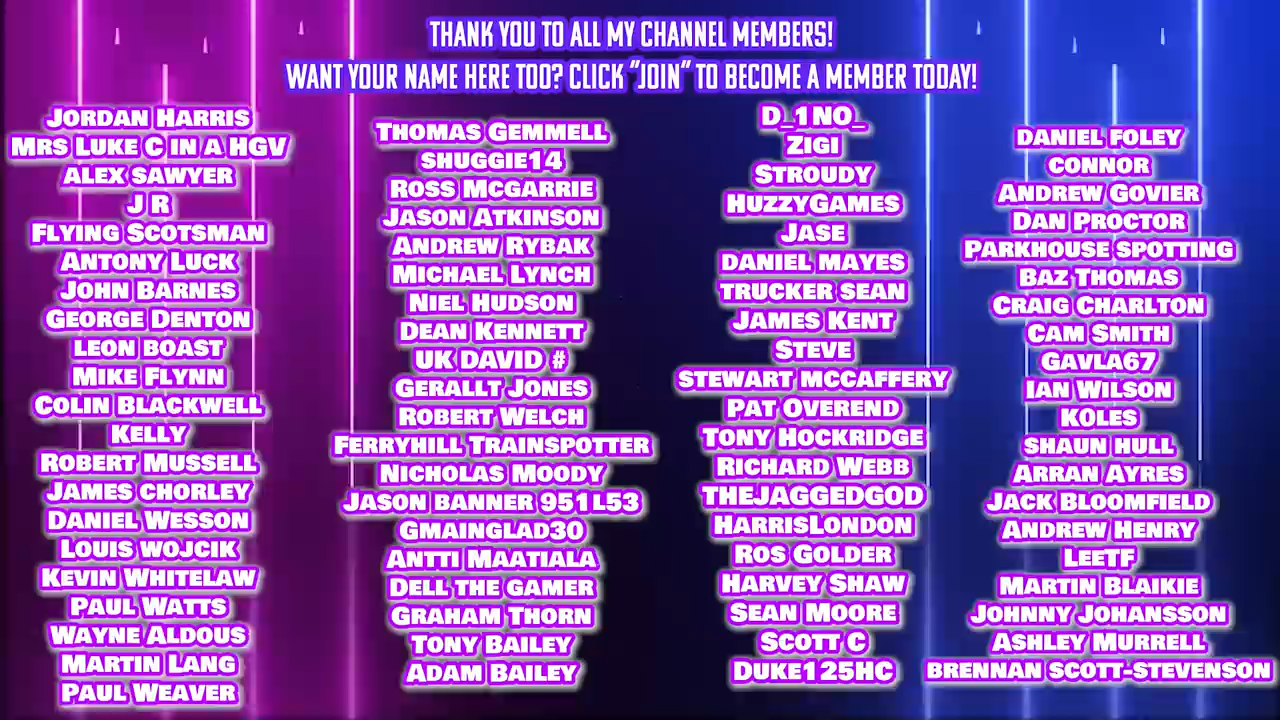 THANK YOU TO ALL MY CHANNEL MEMBERS!
WANT YOUR NAME HERE TOO? CLICK "JOIN" TO BECOME A MEMBER TODAY!
Jordan Harris
Mrs Luke C in a HGV
alex sawyer
J R
Flying Scotsman
Antony Luck
John Barnes
George Denton
leon boast
Mike Flynn
Colin Blackwell
Kelly
Robert Mussell
James chorley
Daniel Wesson
Louis wojcik
Kevin Whitelaw
Paul Watts
Wayne Aldous
Martin Lang
Paul Weaver
Thomas Gemmell
shuggie14
Ross McGarrie
Jason Atkinson
Andrew Rybak
Michael Lynch
Niel Hudson
Dean Kennett
UK DAVID #
Gerallt Jones
Robert Welch
Ferryhill Trainspotter
Nicholas Moody
Jason banner 951l53
Gmainglad30
Antti Maatiala
Dell the gamer
Graham Thorn
Tony Bailey
Adam Bailey
D_1NO_
Zigi
Stroudy
HuzzyGames
Jase
daniel mayes
trucker sean
James Kent
Steve
stewart mccaffery
Pat Overend
Tony Hockridge
Richard Webb
THEJAGGEDGOD
HarrisLondon
Ros Golder
Harvey Shaw
Sean Moore
Scott C
Duke125HC
daniel foley
connor
Andrew Govier
Dan Proctor
Parkhouse spotting
Baz Thomas
Craig Charlton
Cam Smith
gavla67
Ian Wilson
K0les
shaun hull
Arran Ayres
Jack Bloomfield
Andrew Henry
LeeTF
Martin Blaikie
Johnny Johansson
Ashley Murrell
brennan scott-stevenson